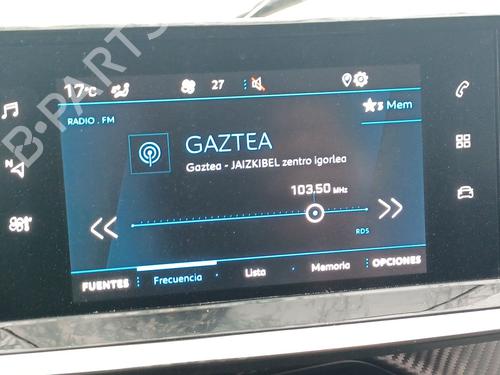 17°C
27
3 Mem
RADIO . FM
GAZTEA
Gaztea - JAIZKIBEL zentro igorlea
103.50 MHz
N
RDS
FUENTES Frecuencia Lista Memoria OPCIONES
B-PARTS